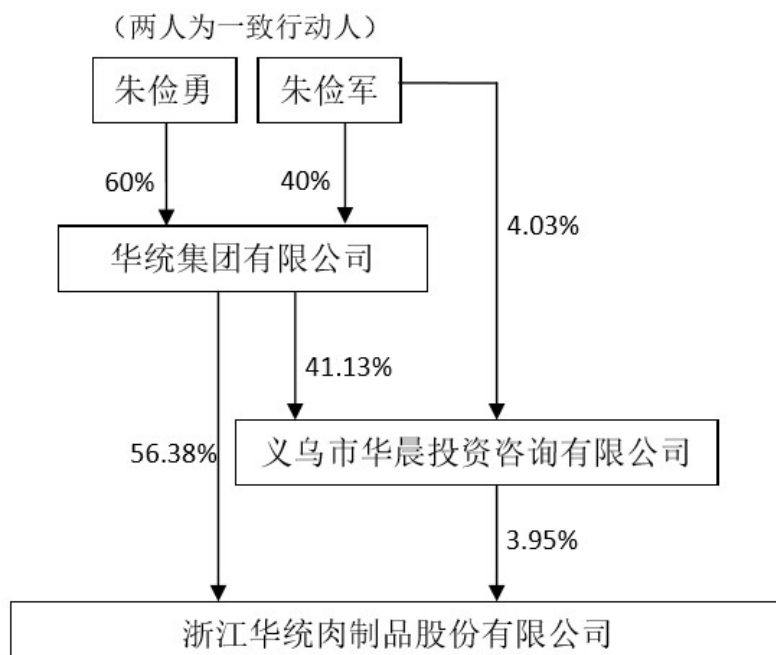 （两人为一致行动人）
朱俭勇
朱俭军
60%
40%
4.03%
华统集团有限公司
41.13%
56.38%
义乌市华晨投资咨询有限公司
3.95%
浙江华统肉制品股份有限公司